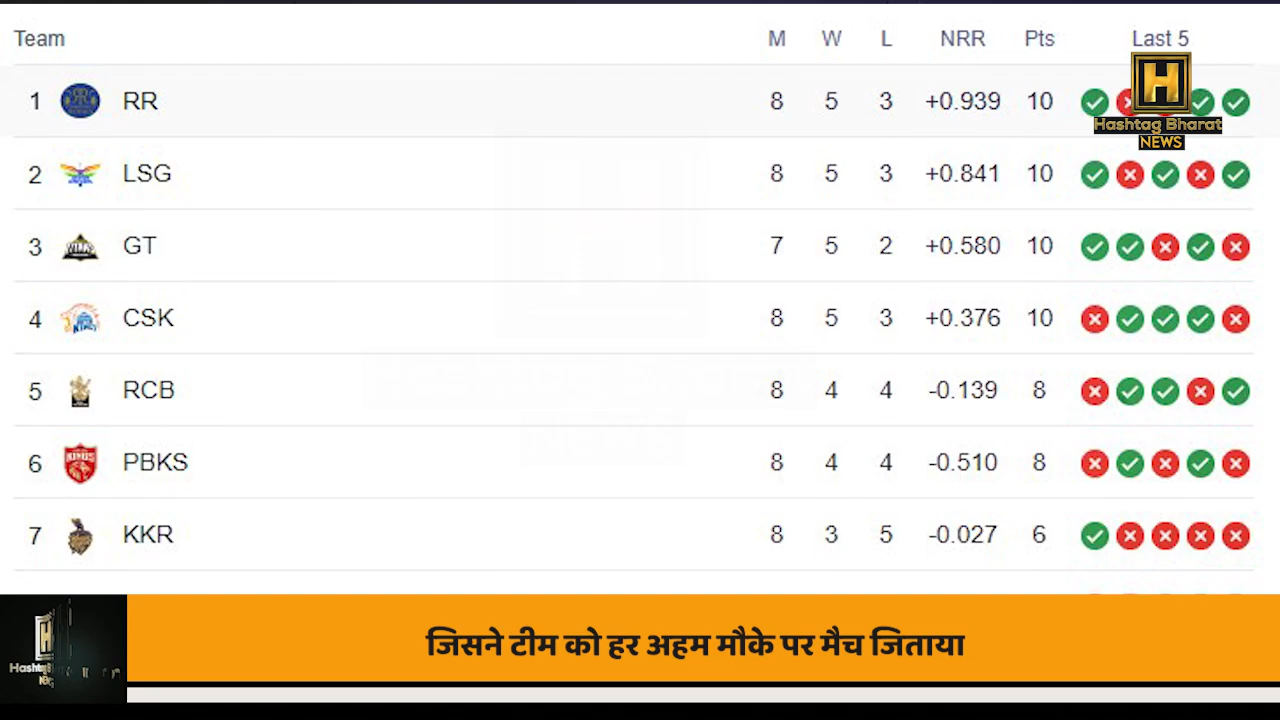 Team M W L NRR Pts Last 5
1 RR 8 5 3 +0.939 10
H
Hashtag Bharat
NEWS
2 LSG 8 5 3 +0.841 10
3 GT 7 5 2 +0.580 10
4 CSK 8 5 3 +0.376 10
5 RCB 8 4 4 -0.139 8
6 PBKS 8 4 4 -0.510 8
KINGS
7 KKR 8 3 5 -0.027 6
जिसने टीम को हर अहम मौके पर मैच जिताया
H